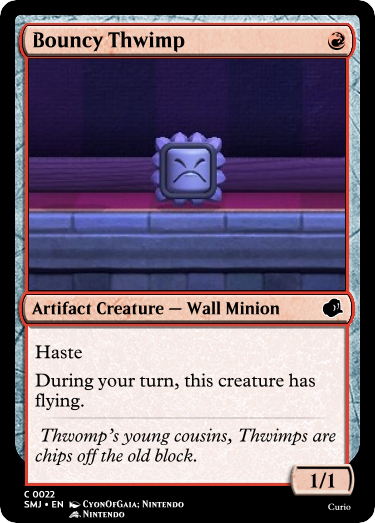 Bouncy Thwimp
Artifact Creature — Wall Minion
Haste
During your turn, this creature has
flying.
Thwomp's young cousins, Thwimps are
chips off the old block.
1/1
C 0022
SMJ • EN CyonOfGaia; Nintendo
Nintendo
Curio